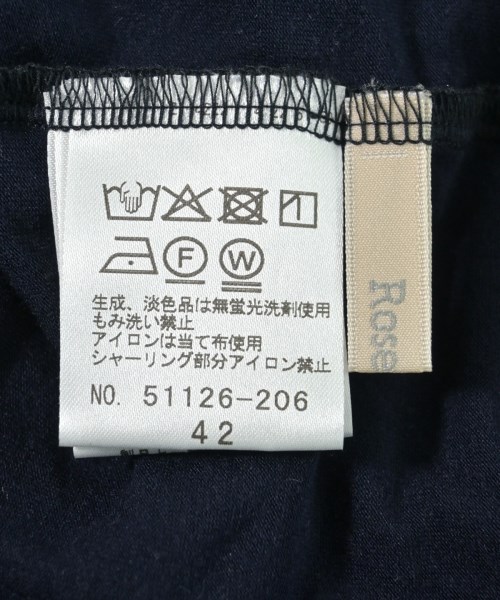 F W
生成、淡色品は無蛍光洗剤使用
もみ洗い禁止
アイロンは当て布使用
シャーリング部分アイロン禁止
NO. 51126-206
42
Rose